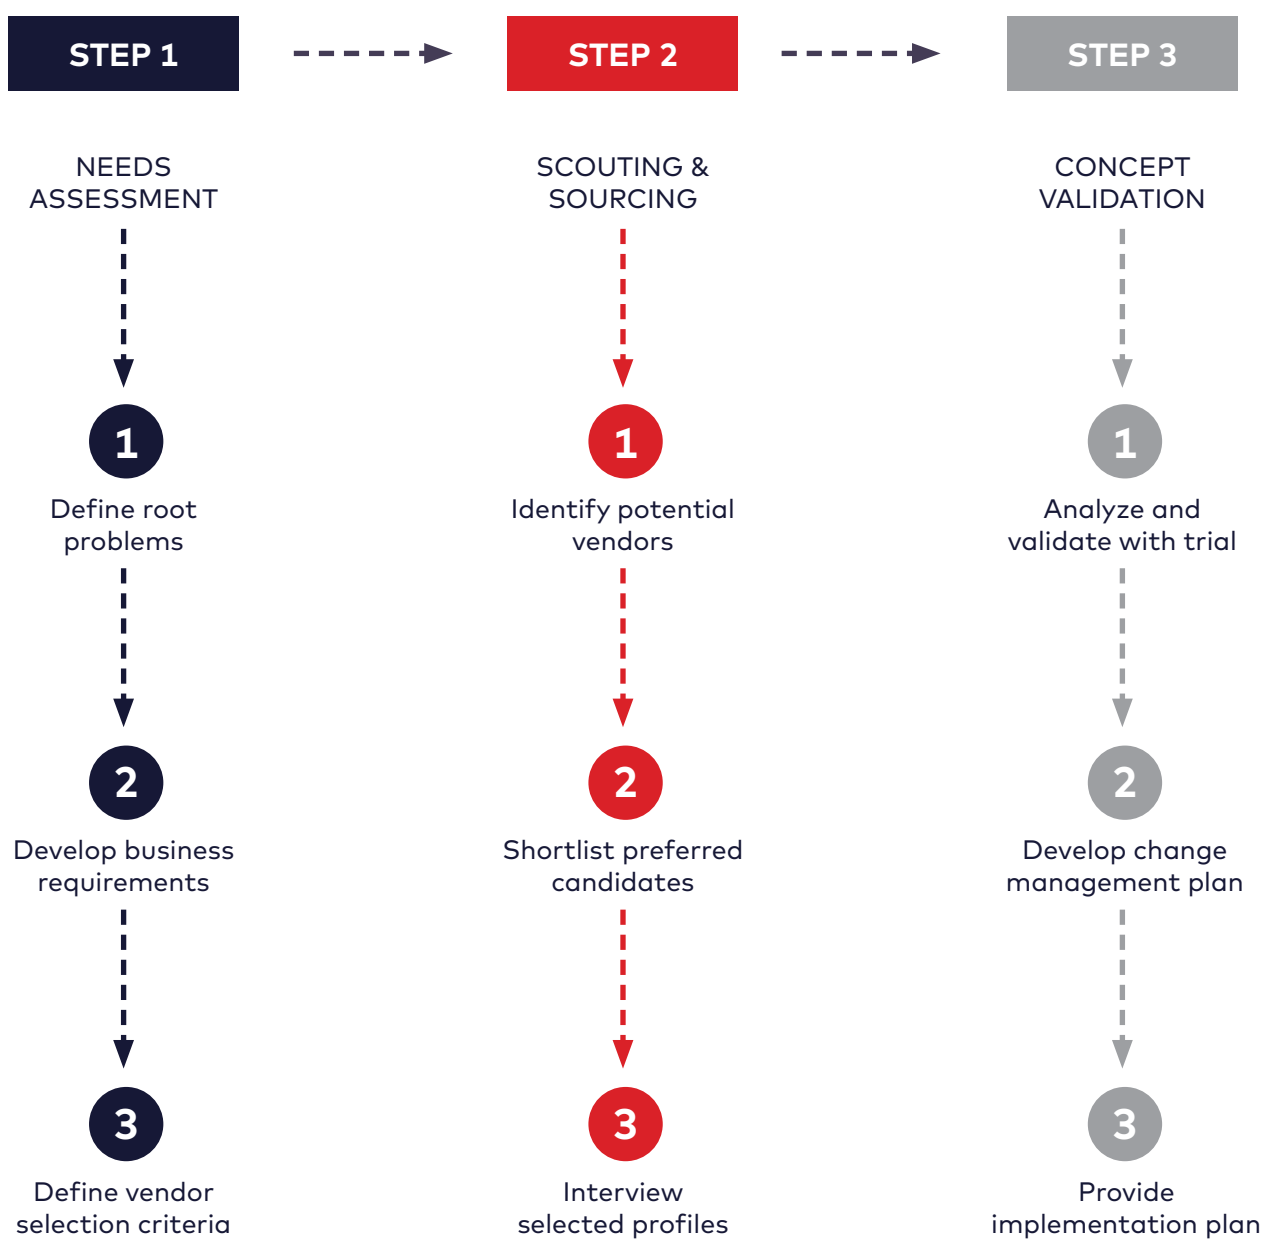 STEP 1
NEEDS
ASSESSMENT
1
Define root
problems
2
Develop business
requirements
3
Define vendor
selection criteria
STEP 2
SCOUTING &
SOURCING
1
Identify potential
vendors
2
Shortlist preferred
candidates
3
Interview
selected profiles
STEP 3
CONCEPT
VALIDATION
1
Analyze and
validate with trial
2
Develop change
management plan
3
Provide
implementation plan